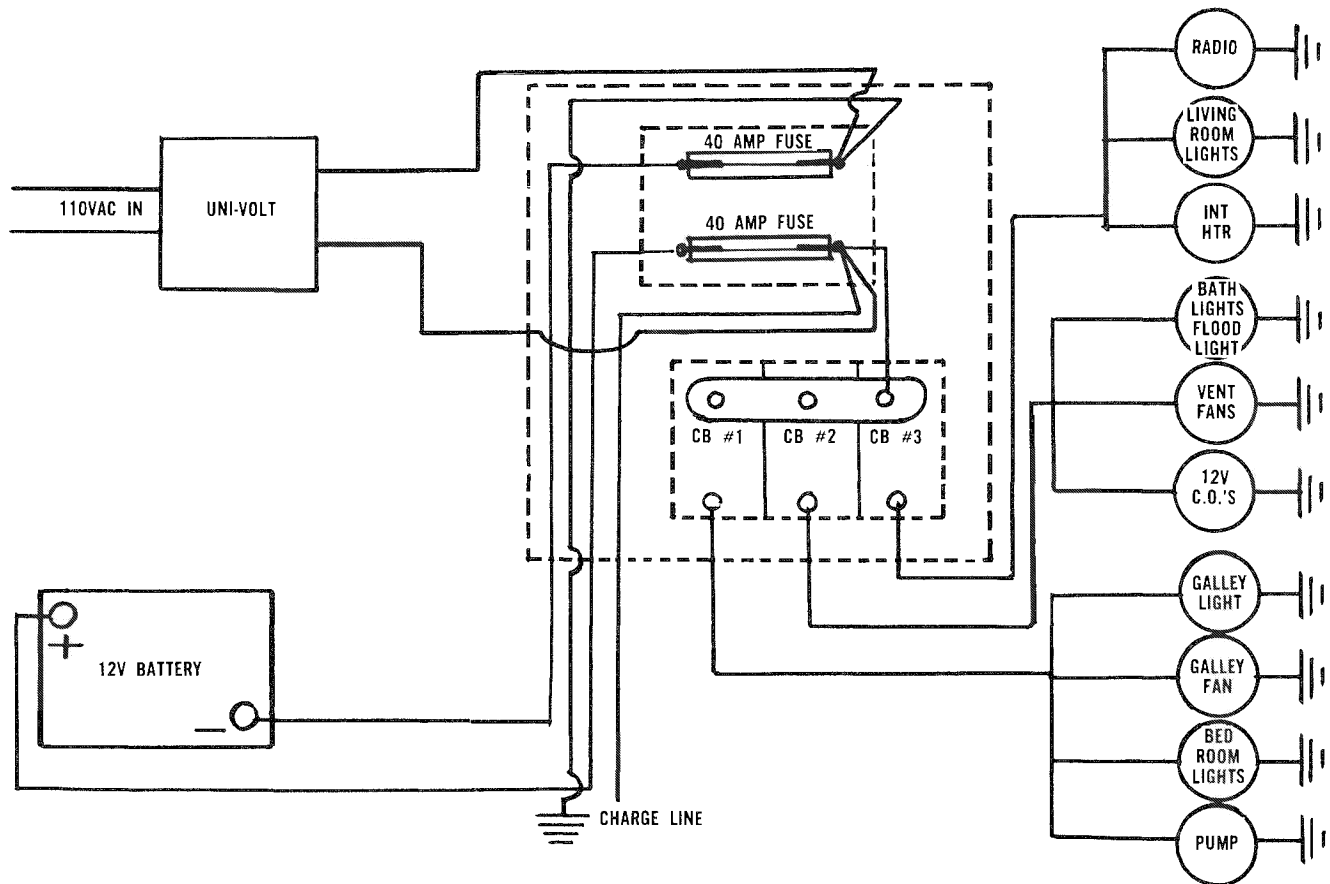 RADIO
LIVING
ROOM
LIGHTS
INT
HTR
40 AMP FUSE
110VAC IN
UNI-VOLT
40 AMP FUSE
BATH
LIGHTS
FLOOD
LIGHT
VENT
FANS
CB #1
CB #2
CB #3
12V
C.O.'S
GALLEY
LIGHT
+
12V BATTERY
GALLEY
FAN
−
BED
ROOM
LIGHTS
CHARGE LINE
PUMP